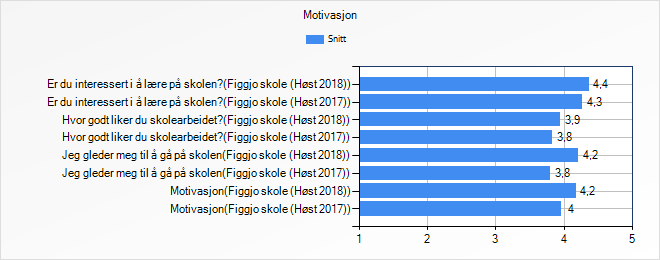 Motivasjon
Snitt
Er du interessert i å lære på skolen?(Figgjo skole (Høst 2018)) 4,4
Er du interessert i å lære på skolen?(Figgjo skole (Høst 2017)) 4,3
Hvor godt liker du skolearbeidet?(Figgjo skole (Høst 2018)) 3,9
Hvor godt liker du skolearbeidet?(Figgjo skole (Høst 2017)) 3,8
Jeg gleder meg til å gå på skolen(Figgjo skole (Høst 2018)) 4,2
Jeg gleder meg til å gå på skolen(Figgjo skole (Høst 2017)) 3,8
Motivasjon(Figgjo skole (Høst 2018)) 4,2
Motivasjon(Figgjo skole (Høst 2017)) 4
1 2 3 4 5